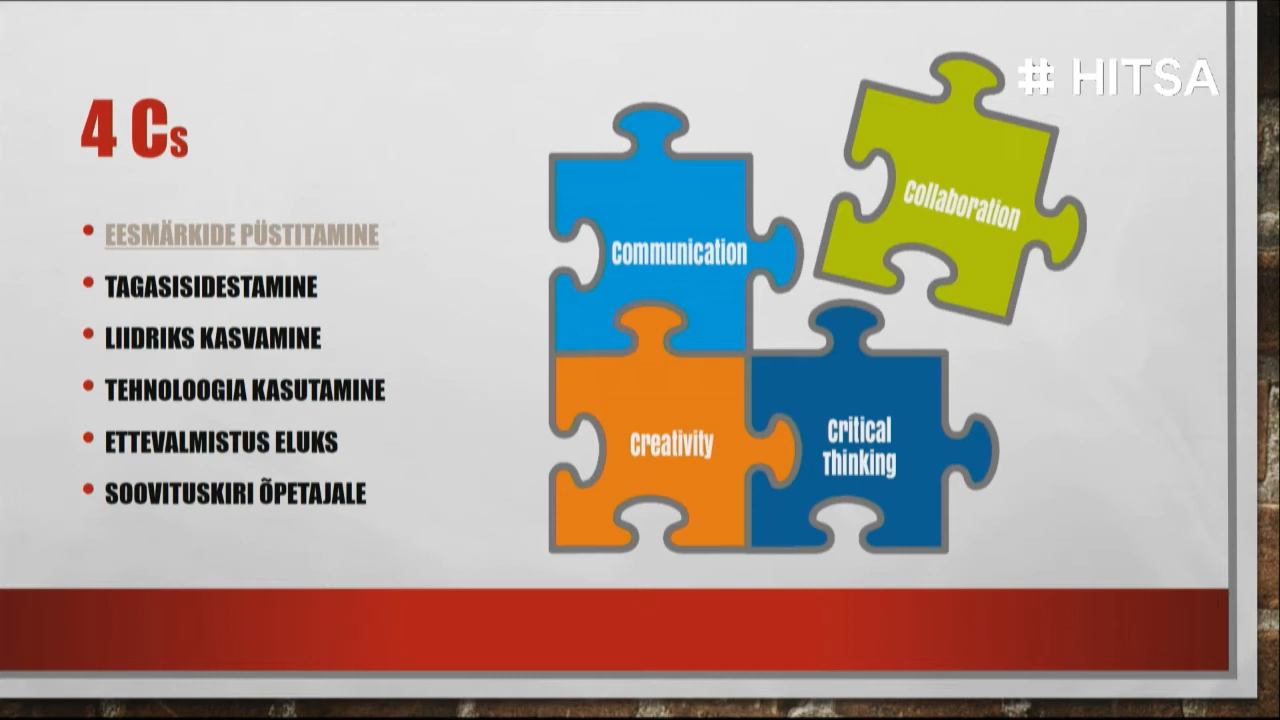 # HITSA
4 Cs
EESMÄRKIDE PÜSTITAMINE
TAGASISIDESTAMINE
LIIDRIKS KASVAMINE
TEHNOLOOGIA KASUTAMINE
ETTEVALMISTUS ELUKS
SOOVITUSKIRI ÕPETAJALE
communication
collaboration
creativity
critical
Thinking